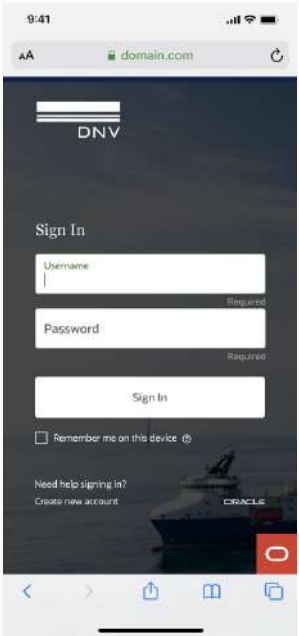 9:41
AA
domain.com
DNV
Sign In
Username
Required
Password
Required
Sign In
Remember me on this device
Need help signing in?
Create new account
ORACLE